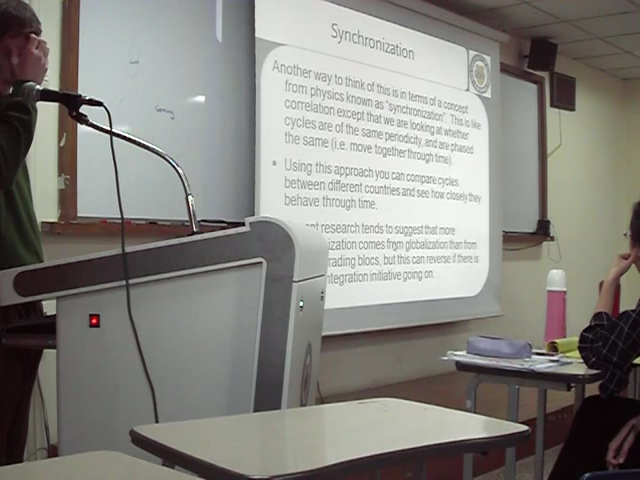 Synchronization
Another way to think of this is in terms of a concept
from physics known as "synchronization". This is like
correlation except that we are looking at whether
cycles are of the same periodicity, and are phased
the same (i.e. move together through time).
Using this approach you can compare cycles
between different countries and see how closely they
behave through time.
research tends to suggest that more
comes from globalization than from
blocs, but this can reverse if there is
integration initiative going on.